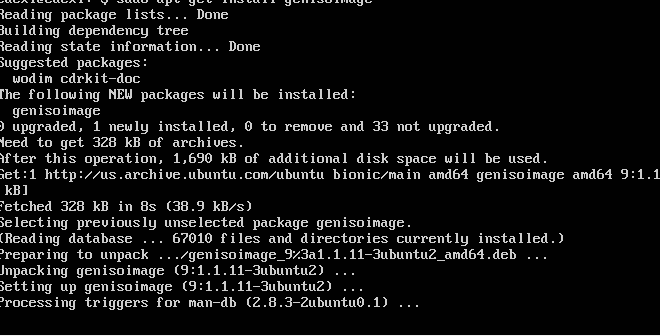 $ sudo apt-get install genisoimage
Reading package lists... Done
Building dependency tree
Reading state information... Done
Suggested packages:
  wodim cdrkit-doc
The following NEW packages will be installed:
  genisoimage
0 upgraded, 1 newly installed, 0 to remove and 33 not upgraded.
Need to get 328 kB of archives.
After this operation, 1,690 kB of additional disk space will be used.
Get:1 http://us.archive.ubuntu.com/ubuntu bionic/main amd64 genisoimage amd64 9:1.1
 kB]
Fetched 328 kB in 8s (38.9 kB/s)
Selecting previously unselected package genisoimage.
(Reading database ... 67010 files and directories currently installed.)
Preparing to unpack .../genisoimage_9%3a1.1.11-3ubuntu2_amd64.deb ...
Unpacking genisoimage (9:1.1.11-3ubuntu2) ...
Setting up genisoimage (9:1.1.11-3ubuntu2) ...
Processing triggers for man-db (2.8.3-2ubuntu0.1) ...